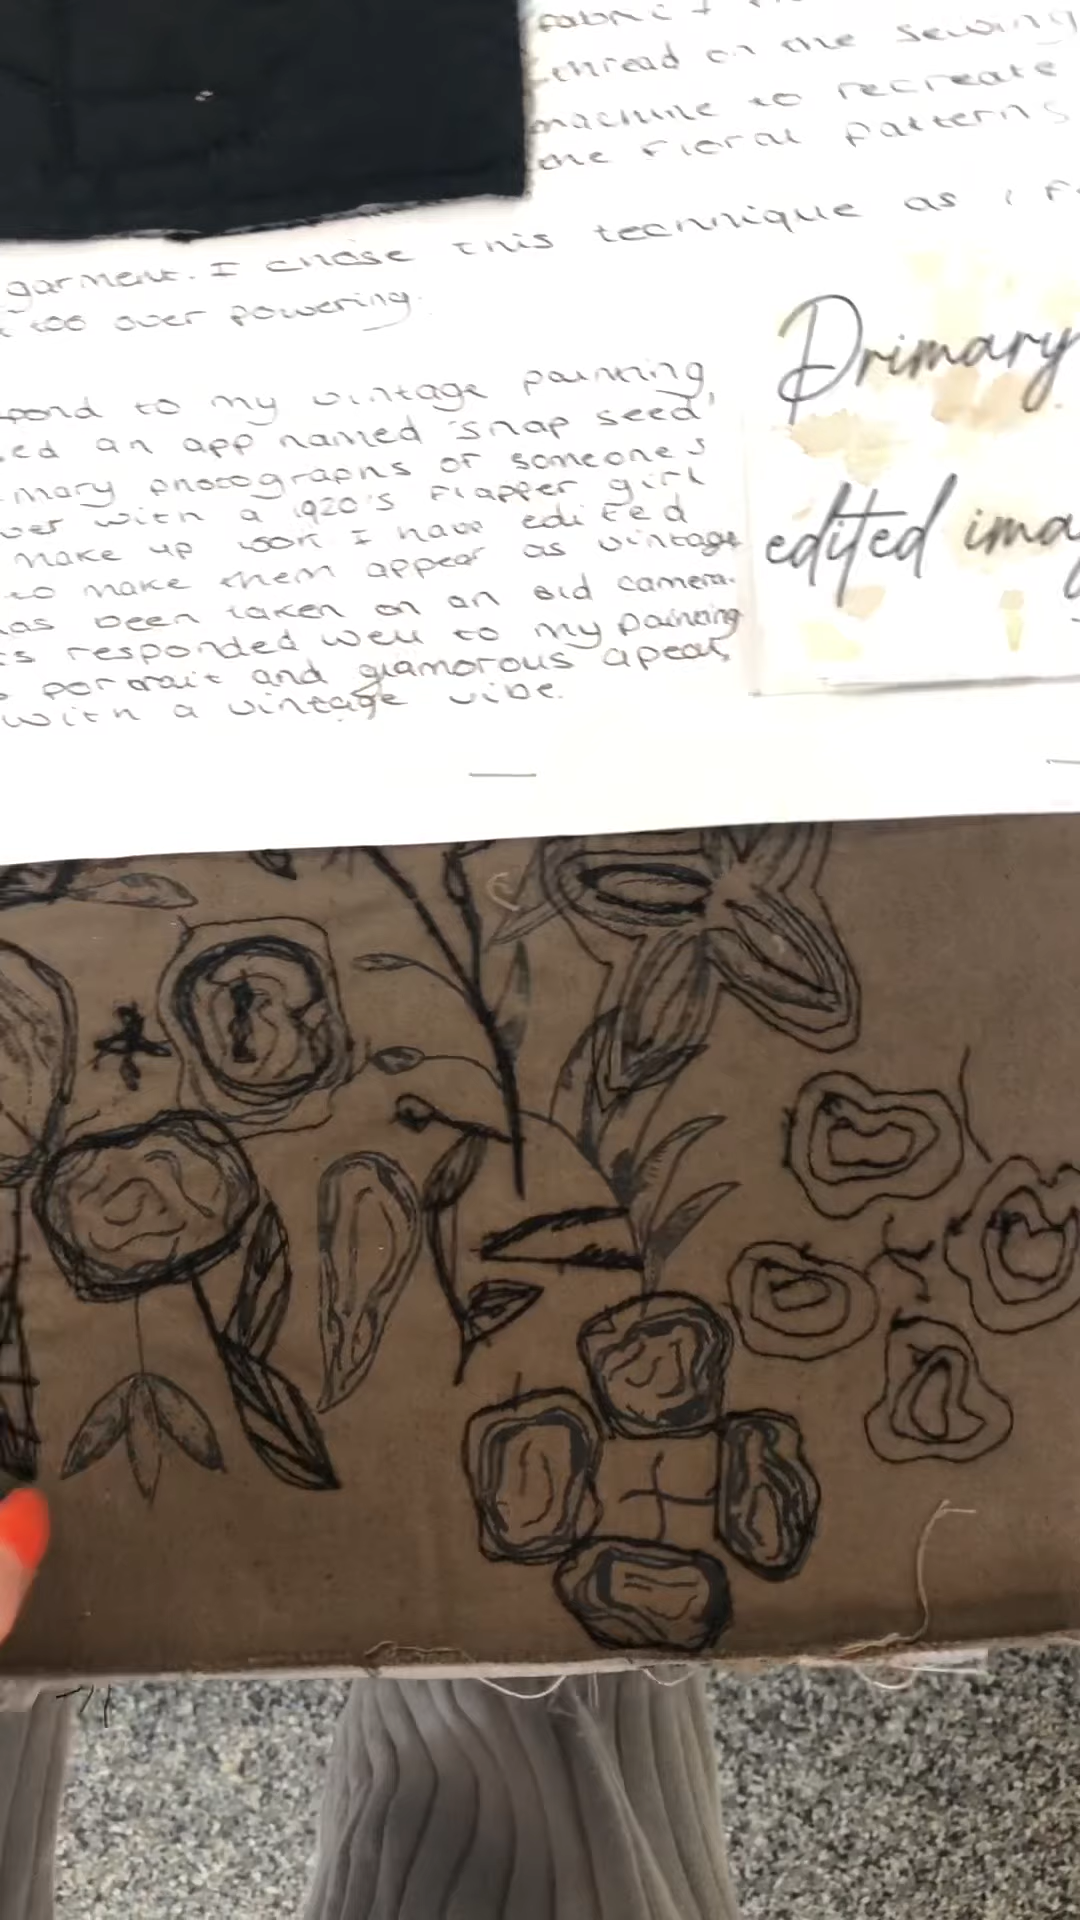 fabric
thread on the sewing
machine to recreate
the floral patterns
garment. I chose this technique as I
too over powering.
pond to my vintage painting
ed an app named 'snap seed'
mary photographs of someones
with a 1920's flapper girl
make up look I have edited
to make them appear as vintage
as been taken on an old camera.
responded well to my painting
portrait and glamorous apeal
with a vintage vibe.
Primary
edited imag